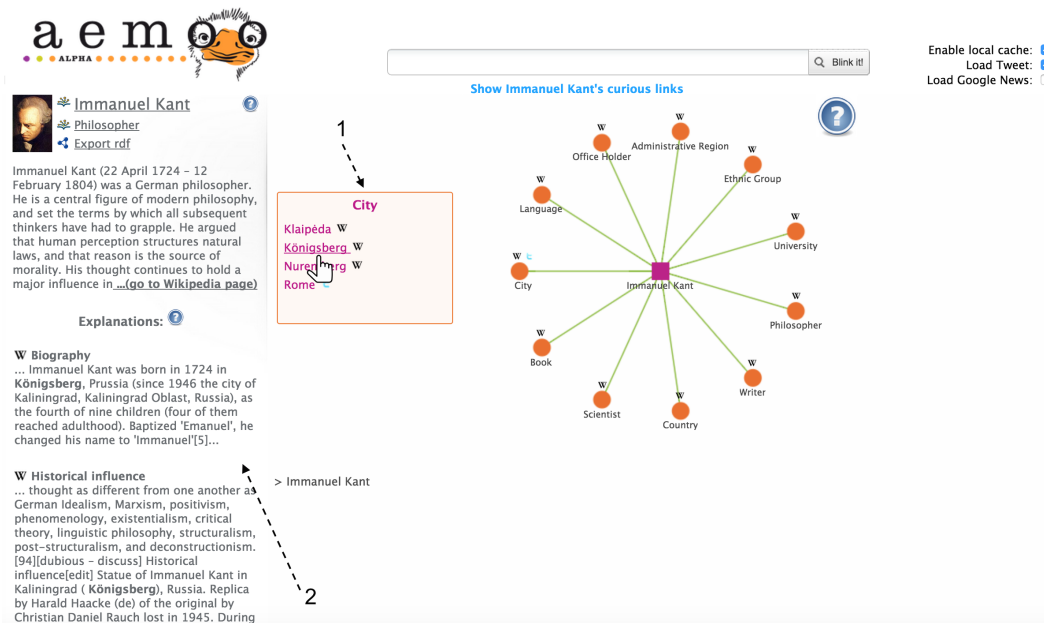 aemoo
ALPHA
Blink it!
Enable local cache:
Load Tweet:
Load Google News:
Show Immanuel Kant's curious links
Immanuel Kant
Philosopher
Export rdf
Immanuel Kant (22 April 1724 – 12
February 1804) was a German philosopher.
He is a central figure of modern philosophy,
and set the terms by which all subsequent
thinkers have had to grapple. He argued
that human perception structures natural
laws, and that reason is the source of
morality. His thought continues to hold a
major influence in ...(go to Wikipedia page)
Explanations: ?
W Biography
... Immanuel Kant was born in 1724 in
Königsberg, Prussia (since 1946 the city of
Kaliningrad, Kaliningrad Oblast, Russia), as
the fourth of nine children (four of them
reached adulthood). Baptized 'Emanuel', he
changed his name to 'Immanuel'[5]...
W Historical influence
... thought as different from one another as
German Idealism, Marxism, positivism,
phenomenology, existentialism, critical
theory, linguistic philosophy, structuralism,
post-structuralism, and deconstructionism.
[94][dubious – discuss] Historical
influence[edit] Statue of Immanuel Kant in
Kaliningrad ( Königsberg), Russia. Replica
by Harald Haacke (de) of the original by
Christian Daniel Rauch lost in 1945. During
1
City
Klaipėda W
Königsberg W
Nuremberg W
Rome
2
> Immanuel Kant
W
Administrative Region
W
Office Holder
W
Ethnic Group
W
Language
W
University
W
City
Immanuel Kant
W
Philosopher
W
Book
W
Writer
W
Scientist
W
Country
?
?